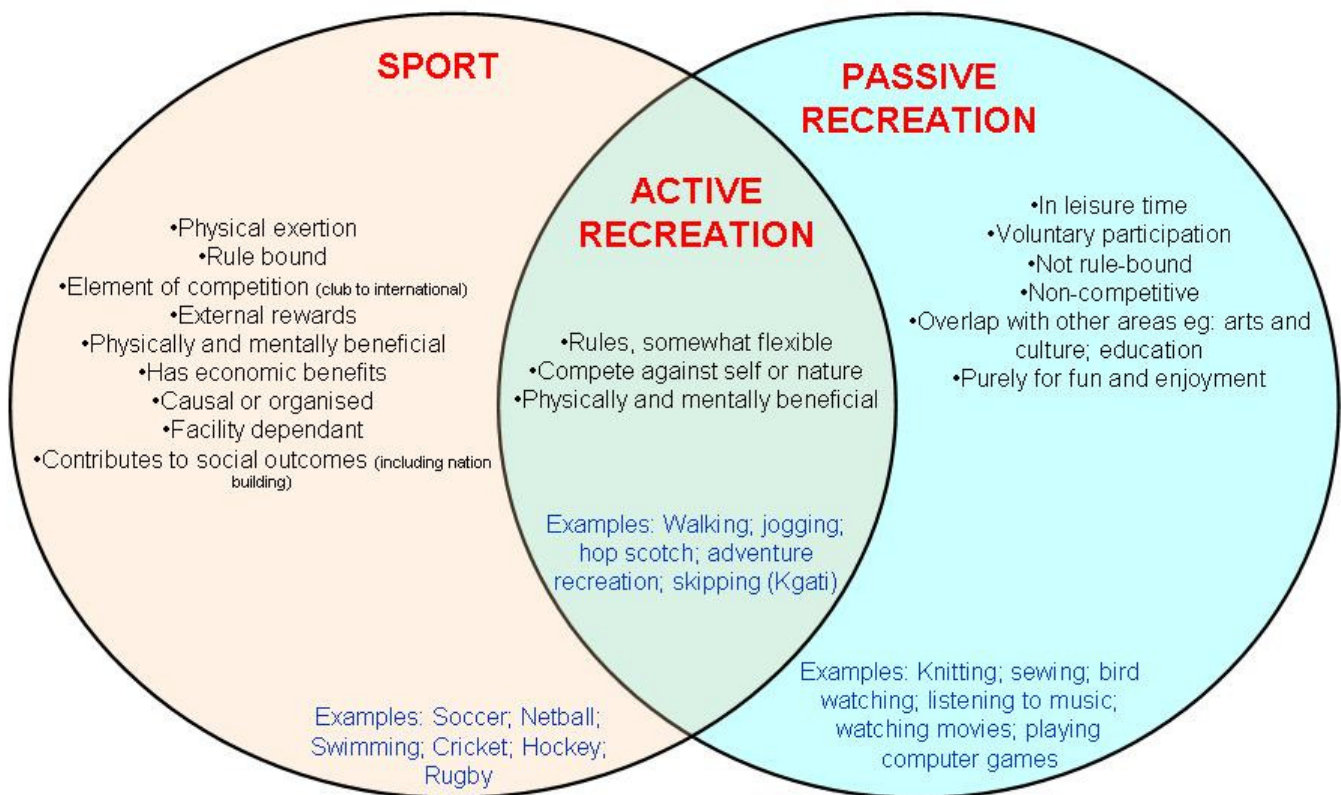 SPORT
•Physical exertion
•Rule bound
•Element of competition (club to international)
•External rewards
•Physically and mentally beneficial
•Has economic benefits
•Causal or organised
•Facility dependant
•Contributes to social outcomes (including nation
building)
Examples: Soccer; Netball;
Swimming; Cricket; Hockey;
Rugby
ACTIVE
RECREATION
•Rules, somewhat flexible
•Compete against self or nature
•Physically and mentally beneficial
Examples: Walking; jogging;
hop scotch; adventure
recreation; skipping (Kgati)
PASSIVE
RECREATION
•In leisure time
•Voluntary participation
•Not rule-bound
•Non-competitive
•Overlap with other areas eg: arts and
culture; education
•Purely for fun and enjoyment
Examples: Knitting; sewing; bird
watching; listening to music;
watching movies; playing
computer games